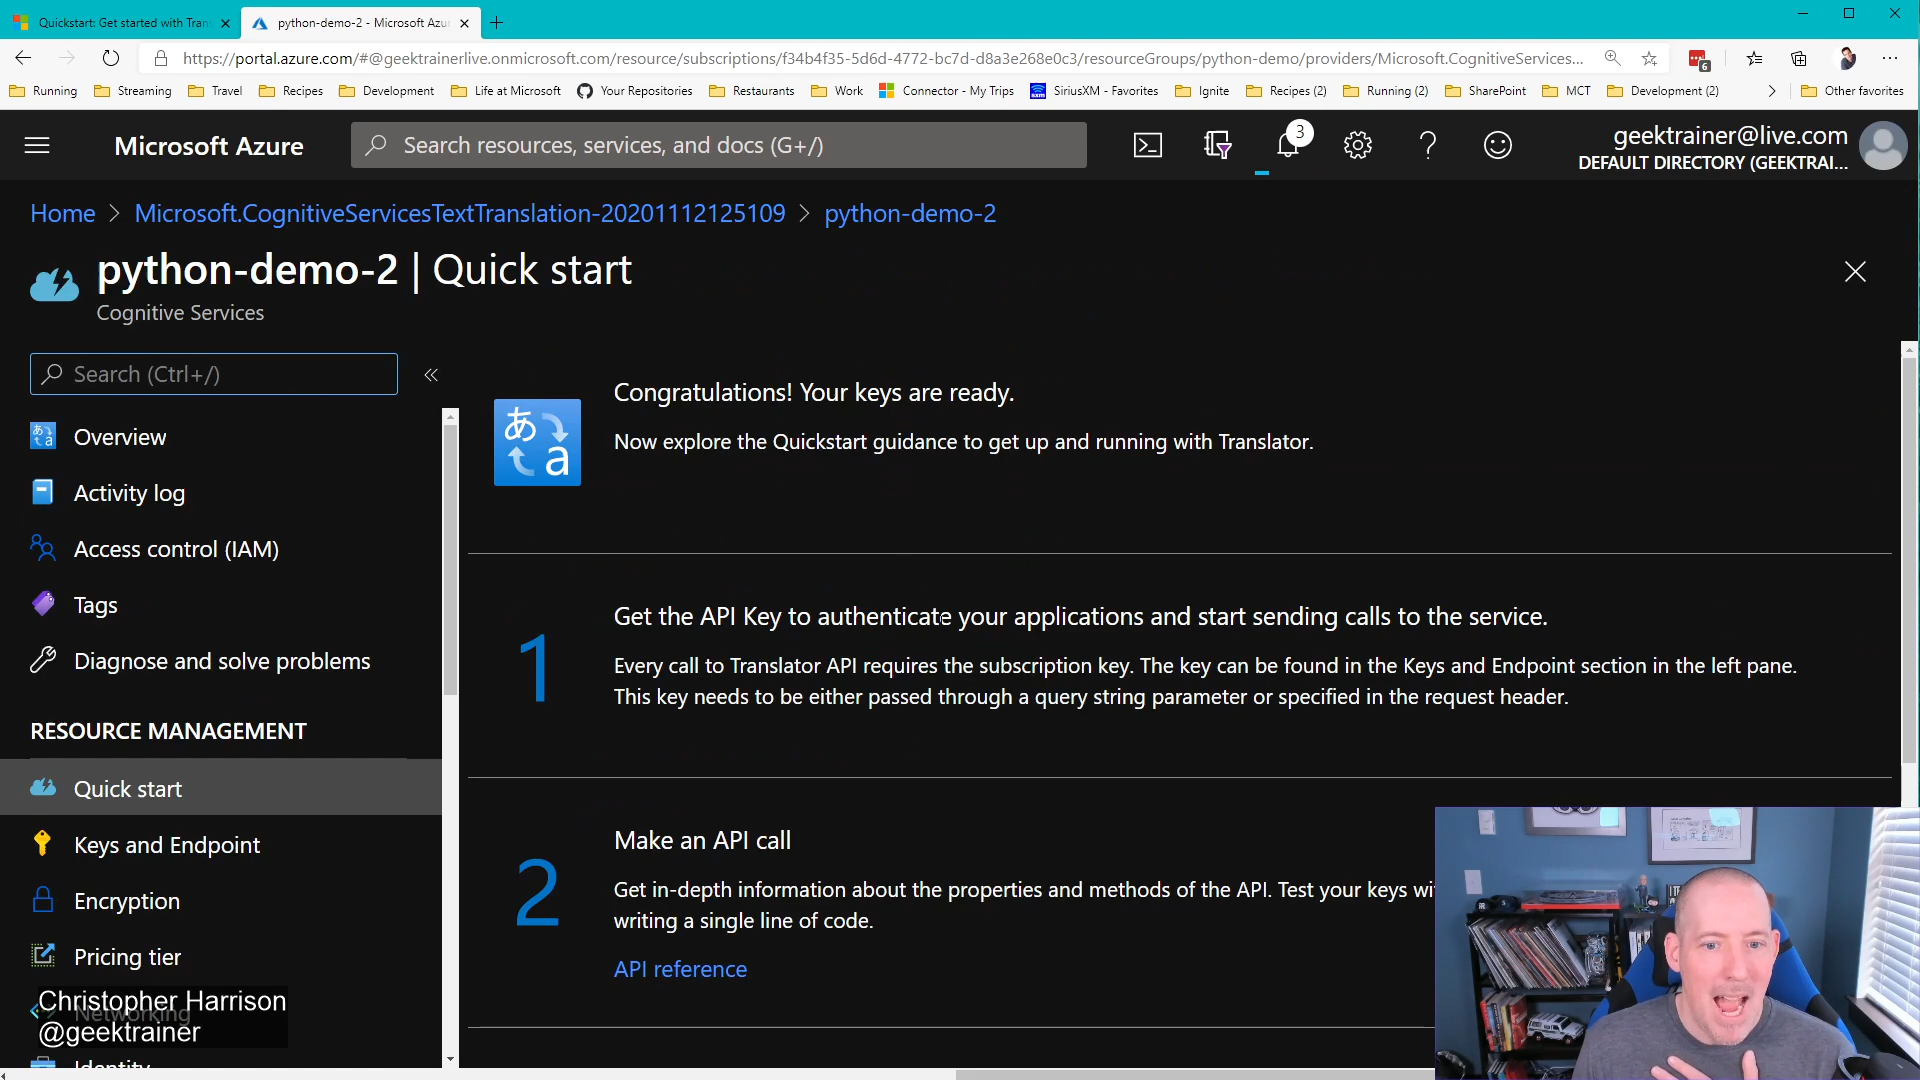 Quickstart: Get started with Tran
python-demo-2 - Microsoft Azur
https://portal.azure.com/#@geektrainerlive.onmicrosoft.com/resource/subscriptions/f34b4f35-5d6d-4772-bc7d-d8a3e268e0c3/resourceGroups/python-demo/providers/Microsoft.CognitiveServices...
6
Running
Streaming
Travel
Recipes
Development
Life at Microsoft
Your Repositories
Restaurants
Work
Connector - My Trips
SiriusXM - Favorites
Ignite
Recipes (2)
Running (2)
SharePoint
MCT
Development (2)
Other favorites
Microsoft Azure
Search resources, services, and docs (G+/)
3
geektrainer@live.com
DEFAULT DIRECTORY (GEEKTRAI...
Home > Microsoft.CognitiveServicesTextTranslation-20201112125109 > python-demo-2
python-demo-2 | Quick start
Cognitive Services
Search (Ctrl+/)
Overview
Activity log
Access control (IAM)
Tags
Diagnose and solve problems
RESOURCE MANAGEMENT
Quick start
Keys and Endpoint
Encryption
Pricing tier
Networking
Identity
Christopher Harrison
@geektrainer
あ a
Congratulations! Your keys are ready.
Now explore the Quickstart guidance to get up and running with Translator.
1
Get the API Key to authenticate your applications and start sending calls to the service.
Every call to Translator API requires the subscription key. The key can be found in the Keys and Endpoint section in the left pane.
This key needs to be either passed through a query string parameter or specified in the request header.
2
Make an API call
Get in-depth information about the properties and methods of the API. Test your keys wi
writing a single line of code.
API reference